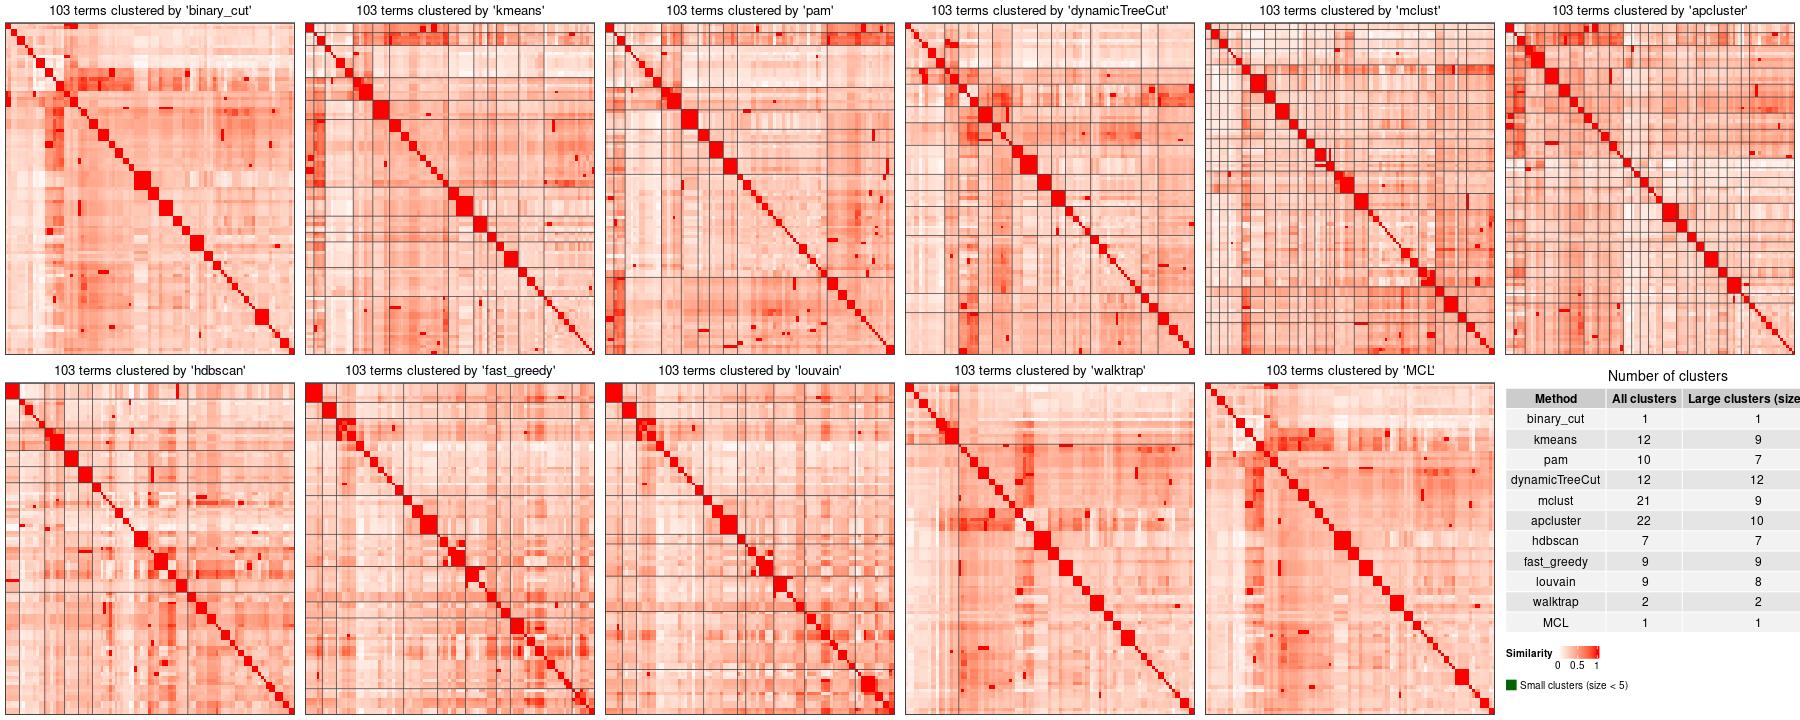 103 terms clustered by 'binary_cut'
103 terms clustered by 'kmeans'
103 terms clustered by 'pam'
103 terms clustered by 'dynamicTreeCut'
103 terms clustered by 'mclust'
103 terms clustered by 'apcluster'
103 terms clustered by 'hdbscan'
103 terms clustered by 'fast_greedy'
103 terms clustered by 'louvain'
103 terms clustered by 'walktrap'
103 terms clustered by 'MCL'
Number of clusters
Method All clusters Large clusters (size
binary_cut 1 1
kmeans 12 9
pam 10 7
dynamicTreeCut 12 12
mclust 21 9
apcluster 22 10
hdbscan 7 7
fast_greedy 9 9
louvain 9 8
walktrap 2 2
MCL 1 1
Similarity
0 0.5 1
Small clusters (size < 5)